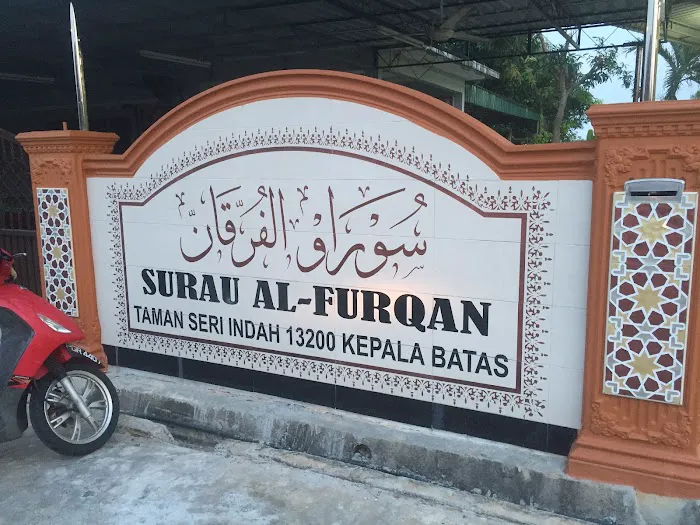 سوراو الفرقان
SURAU AL-FURQAN
TAMAN SERI INDAH 13200 KEPALA BATAS